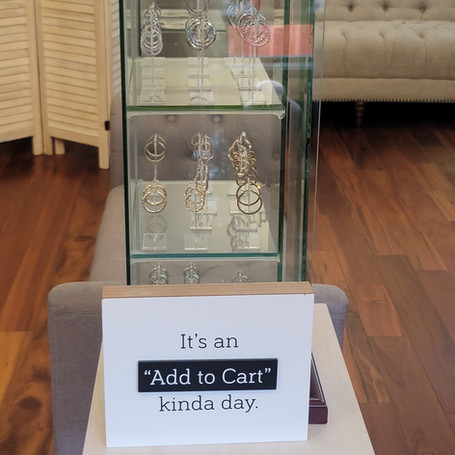 It's an
“Add to Cart”
kinda day.